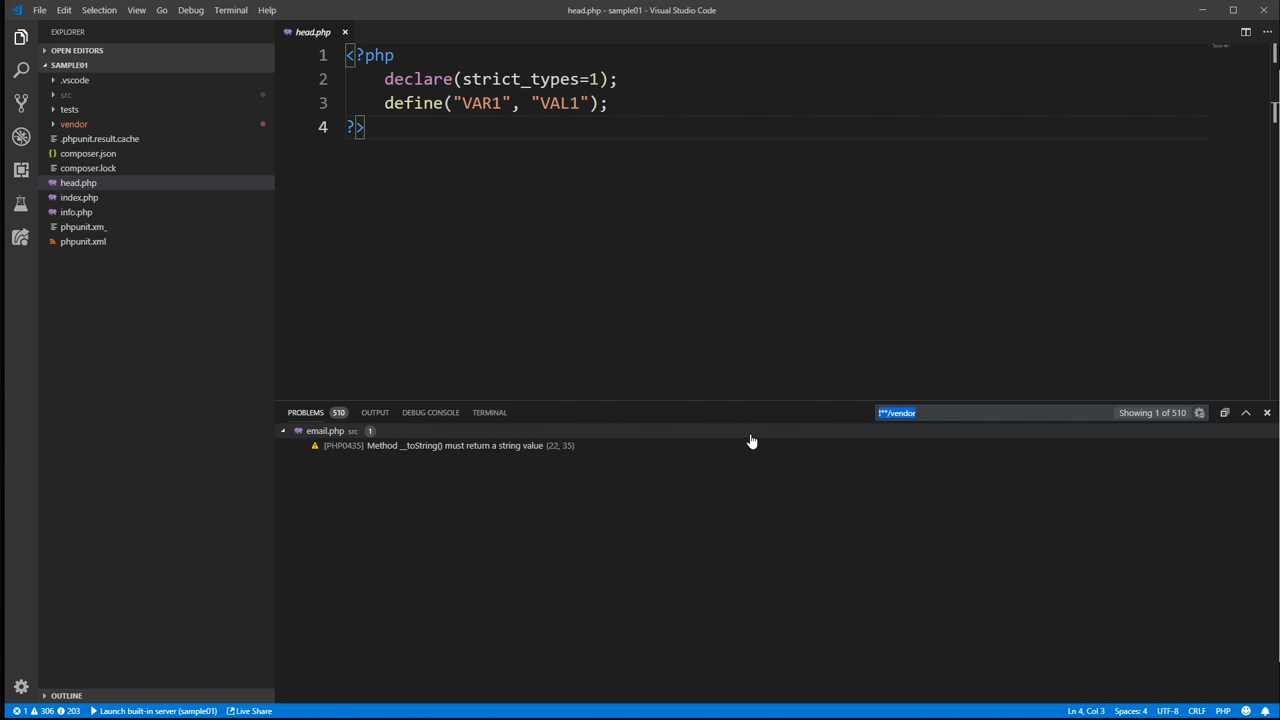 File Edit Selection View Go Debug Terminal Help
head.php - sample01 - Visual Studio Code
EXPLORER
OPEN EDITORS
SAMPLE01
.vscode
src
tests
vendor
.phpunit.result.cache
composer.json
composer.lock
head.php
index.php
info.php
phpunit.xm_
phpunit.xml
OUTLINE
head.php
1 <?php
2 declare(strict_types=1);
3 define("VAR1", "VAL1");
4 ?>
PROBLEMS 510 OUTPUT DEBUG CONSOLE TERMINAL
!**/vendor
Showing 1 of 510
email.php src 1
[PHP0435] Method __toString() must return a string value (22, 35)
1 306 203 Launch built-in server (sample01) Live Share
Ln 4, Col 3 Spaces: 4 UTF-8 CRLF PHP